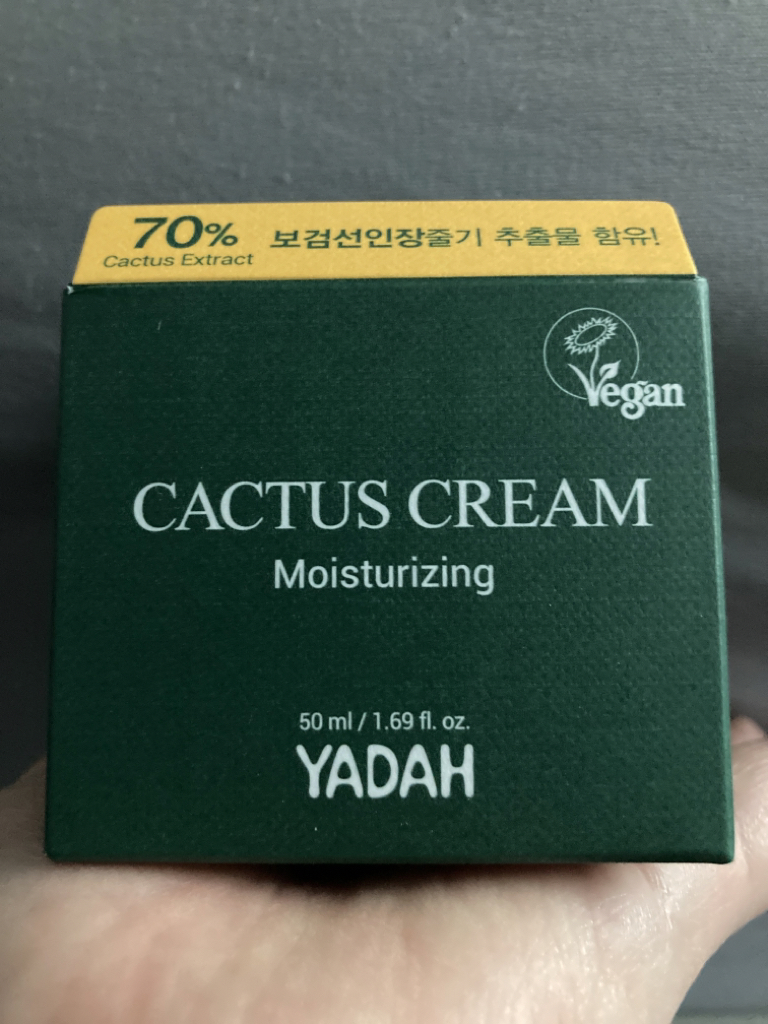 70%
Cactus Extract
보검선인장줄기 추출물 함유!
Vegan
CACTUS CREAM
Moisturizing
50 ml / 1.69 fl. oz.
YADAH